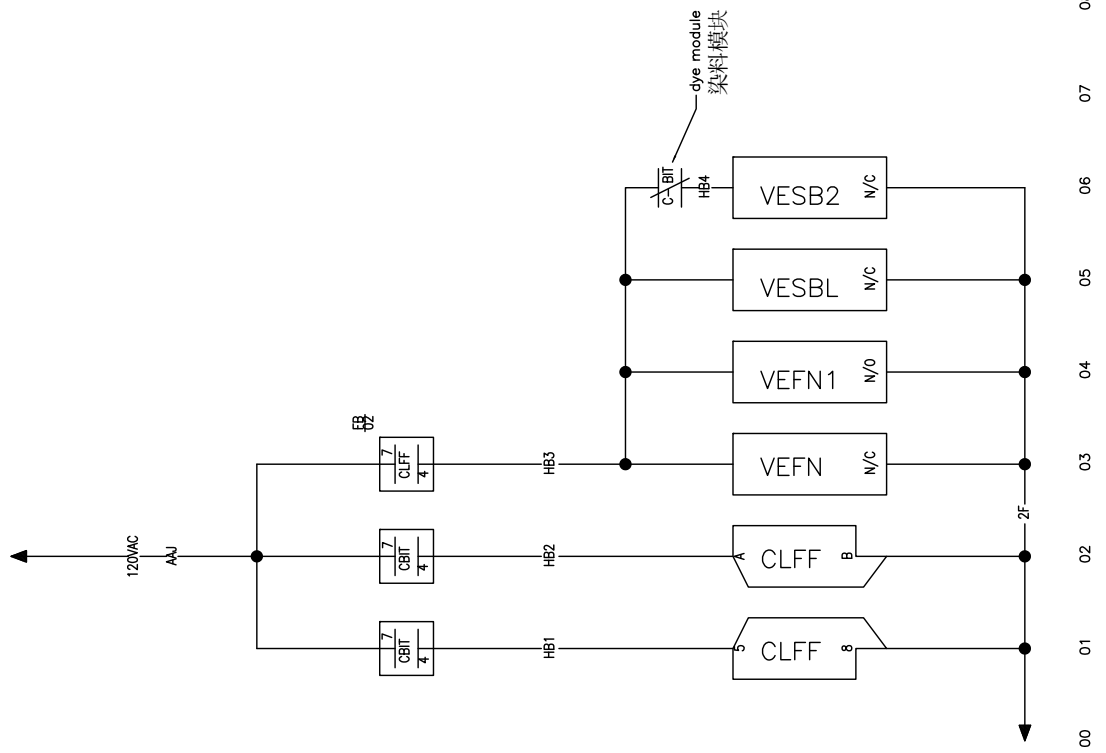 120VAC
AAJ
EB
02
7
CLFF
4
7
CBIT
4
7
CBIT
4
HB3
HB2
HB1
dye module
染料模块
C-BIT
HB4
VESB2
N/C
VESBL
N/C
VEFN1
N/O
VEFN
N/C
A
CLFF
B
5
CLFF
8
2F
07
06
05
04
03
02
01
00